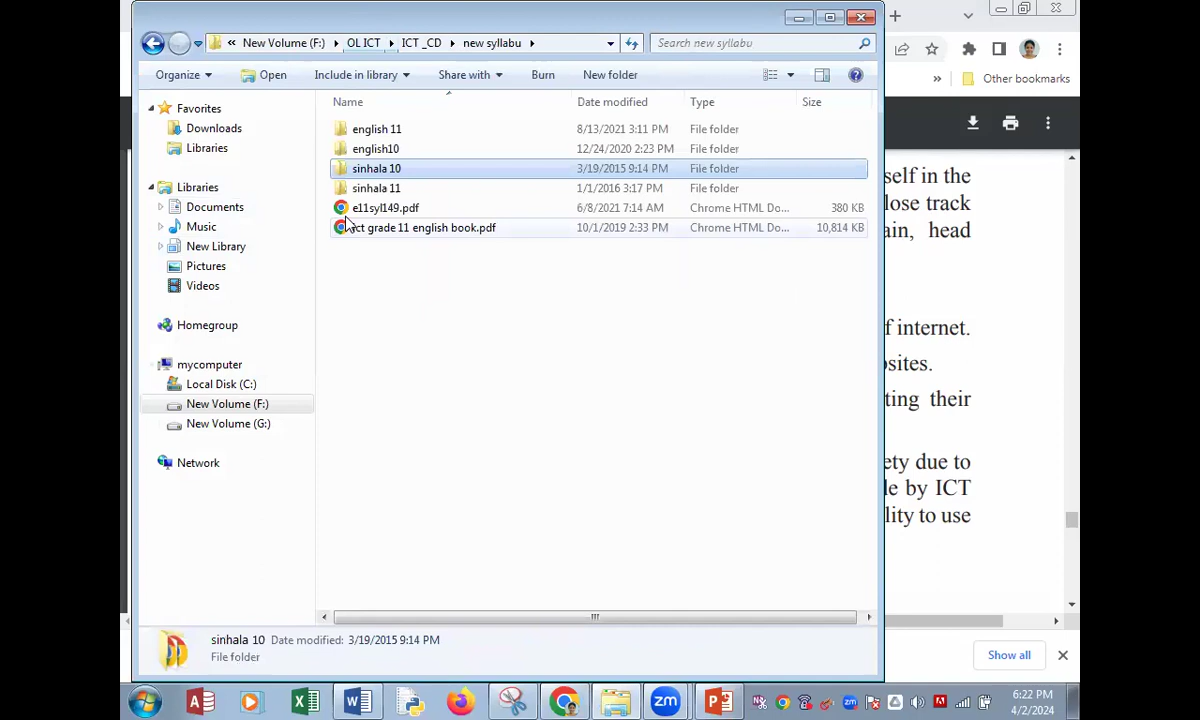 « New Volume (F:) OL ICT ICT _CD new syllabu
Search new syllabu
Organize Open Include in library Share with Burn New folder
Other bookmarks
»
Favorites
Downloads
Libraries
Libraries
Documents
Music
New Library
Pictures
Videos
Homegroup
mycomputer
Local Disk (C:)
New Volume (F:)
New Volume (G:)
Network
Name Date modified Type Size
english 11 8/13/2021 3:11 PM File folder
english10 12/24/2020 2:23 PM File folder
sinhala 10 3/19/2015 9:14 PM File folder
sinhala 11 1/1/2016 3:17 PM File folder
e11syl149.pdf 6/8/2021 7:14 AM Chrome HTML Do... 380 KB
ict grade 11 english book.pdf 10/1/2019 2:33 PM Chrome HTML Do... 10,814 KB
self in the
lose track
ain, head
f internet.
sites.
ting their
ety due to
le by ICT
lity to use
sinhala 10 Date modified: 3/19/2015 9:14 PM
File folder
Show all
6:22 PM
4/2/2024